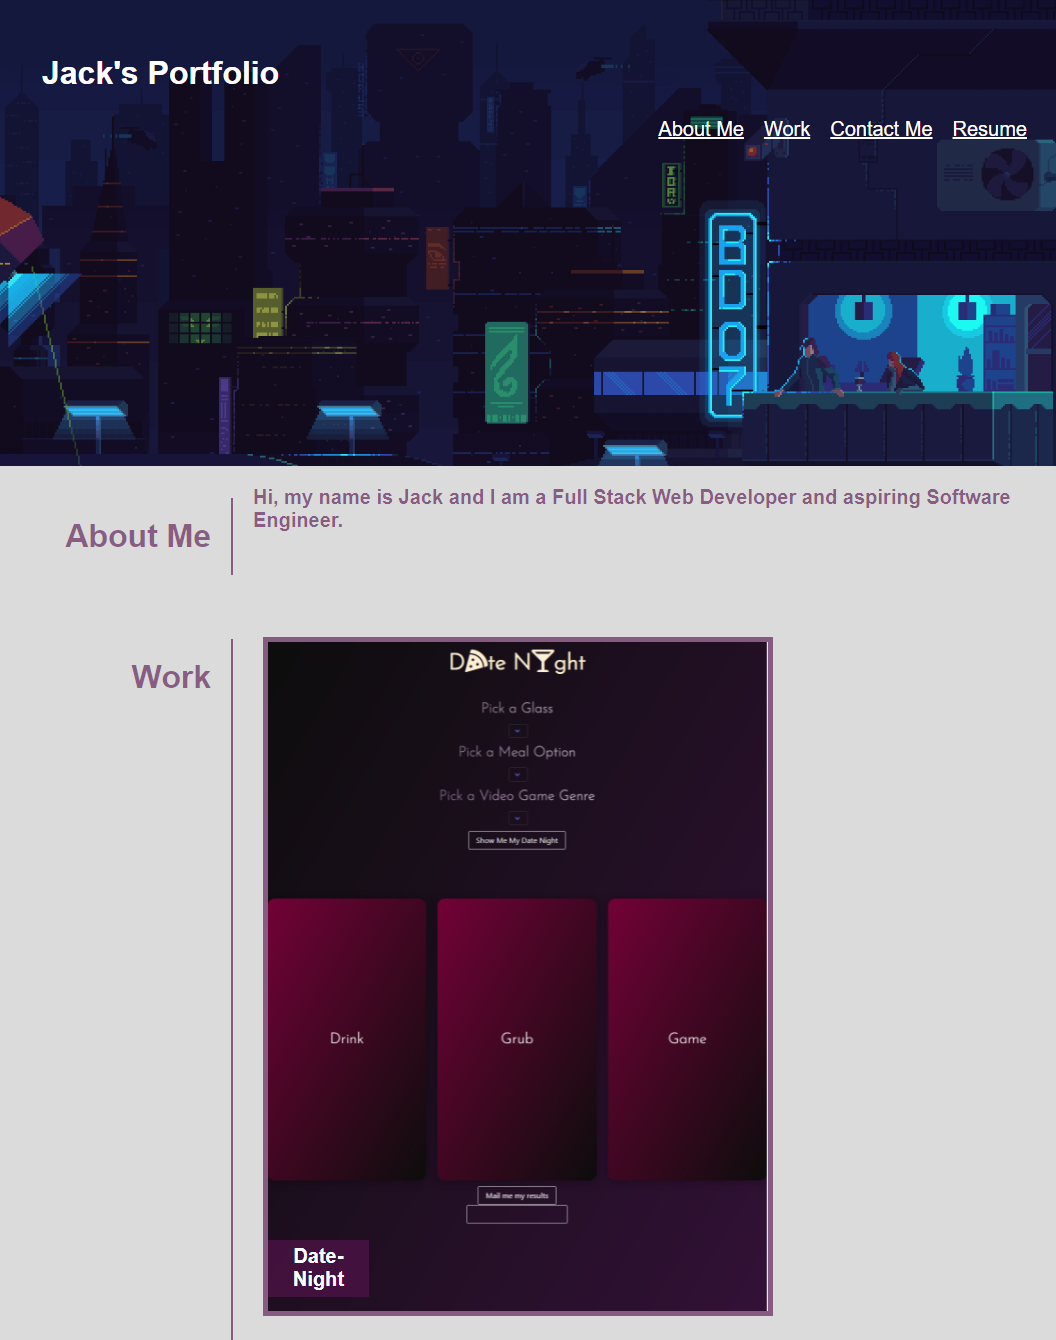 Jack's Portfolio
About Me Work Contact Me Resume
BD07
About Me
Hi, my name is Jack and I am a Full Stack Web Developer and aspiring Software
Engineer.
Work
Date Night
Pick a Glass
Pick a Meal Option
Pick a Video Game Genre
Show Me My Date Night
Drink
Grub
Game
Mail me my results
Date-
Night